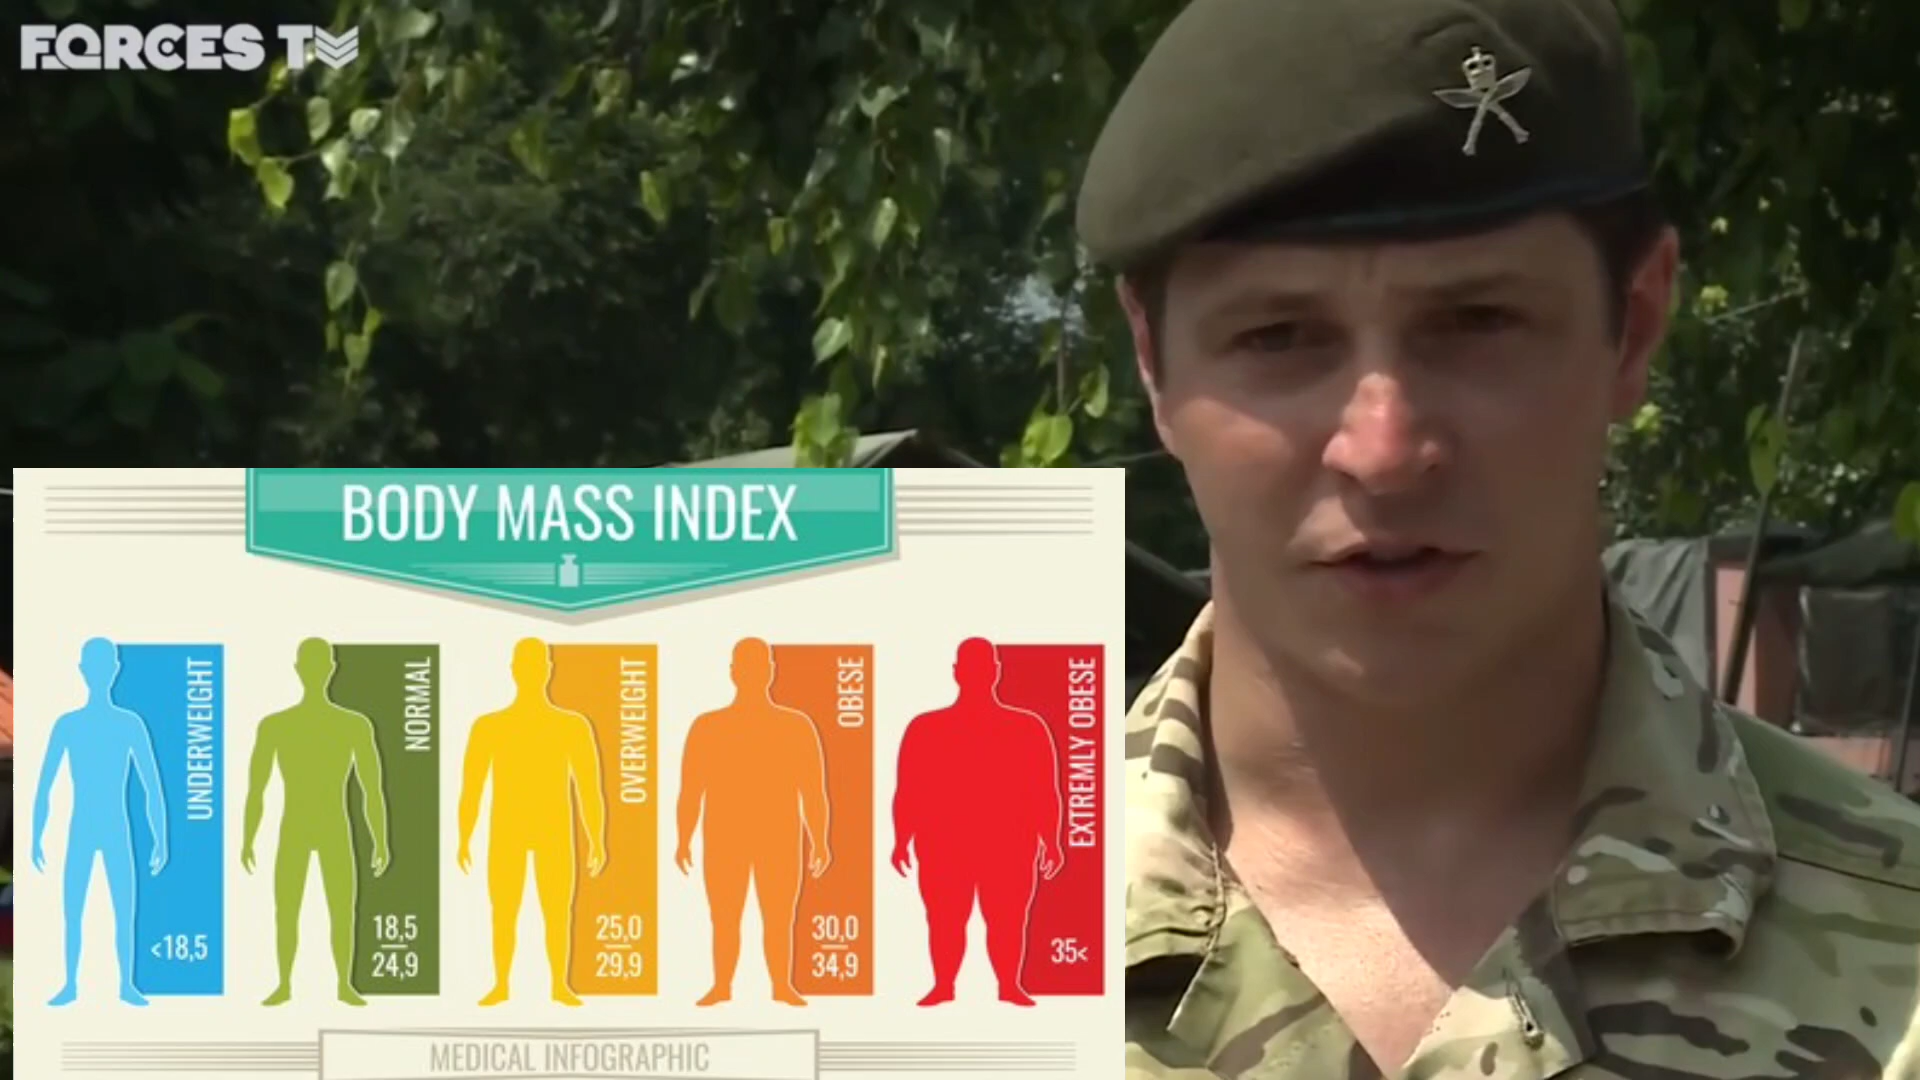 FORCES TV
BODY MASS INDEX
UNDERWEIGHT
<18,5
NORMAL
18,5
24,9
OVERWEIGHT
25,0
29,9
OBESE
30,0
34,9
EXTREMLY OBESE
35<
MEDICAL INFOGRAPHIC